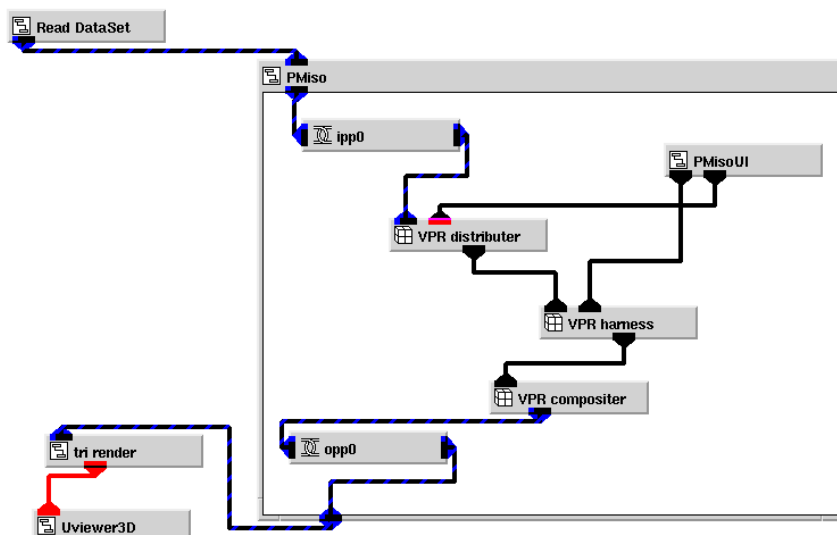 Read DataSet
PMiso
ipp0
PMisoUI
VPR distributer
VPR harness
VPR compositer
opp0
tri render
Uviewer3D